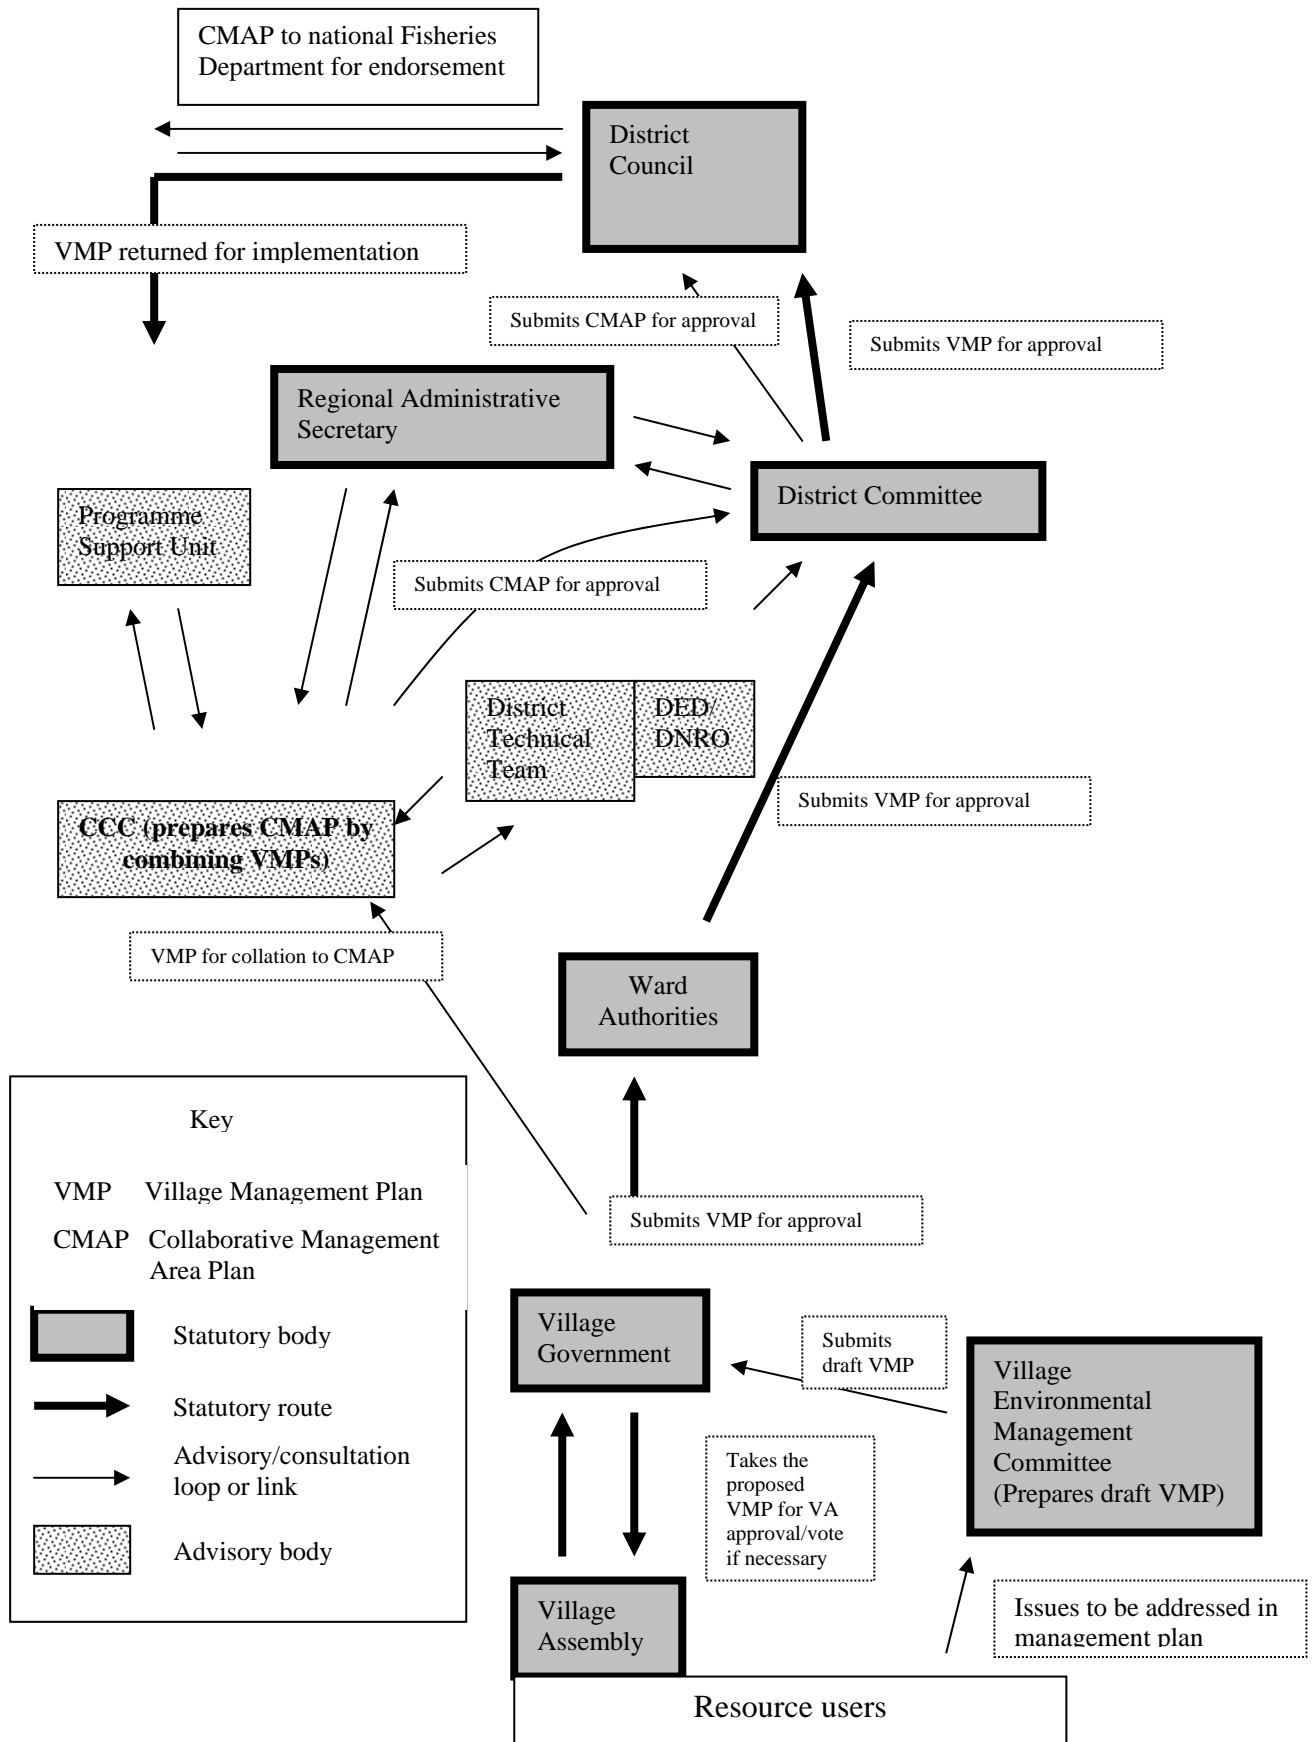 CMAP to national Fisheries
Department for endorsement
District
Council
VMP returned for implementation
Submits CMAP for approval
Submits VMP for approval
Regional Administrative
Secretary
District Committee
Programme
Support Unit
Submits CMAP for approval
District
Technical
Team
DED/
DNRO
Submits VMP for approval
CCC (prepares CMAP by
combining VMPs)
VMP for collation to CMAP
Ward
Authorities
Key
VMP Village Management Plan
CMAP Collaborative Management
Area Plan
Statutory body
Statutory route
Advisory/consultation
loop or link
Advisory body
Submits VMP for approval
Village
Government
Submits
draft VMP
Village
Environmental
Management
Committee
(Prepares draft VMP)
Takes the
proposed
VMP for VA
approval/vote
if necessary
Village
Assembly
Issues to be addressed in
management plan
Resource users